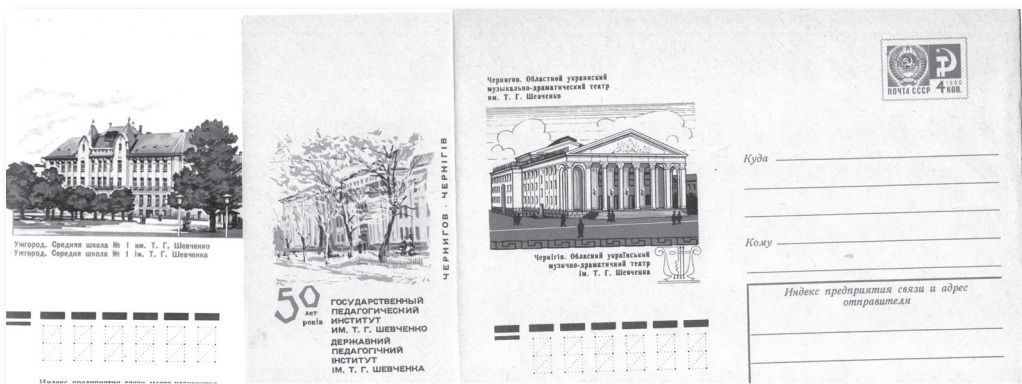 Ужгород. Средняя школа № 1 им. Т. Г. Шевченко
Ужгород. Середня школа № 1 ім. Т. Г. Шевченка
ЧЕРНИГОВ · ЧЕРНІГІВ
50
лет
років
ГОСУДАРСТВЕННЫЙ
ПЕДАГОГИЧЕСКИЙ
ИНСТИТУТ
ИМ. Т. Г. ШЕВЧЕНКО
ДЕРЖАВНИЙ
ПЕДАГОГІЧНИЙ
ІНСТИТУТ
ІМ. Т. Г. ШЕВЧЕНКА
Чернигов. Областной украинский
музыкально-драматический театр
им. Т. Г. Шевченко
Чернігів. Обласний український
музично-драматичний театр
ім. Т. Г. Шевченка
ПОЧТА СССР
1966
4 КОП.
Куда
Кому
Индекс предприятия связи и адрес
отправителя